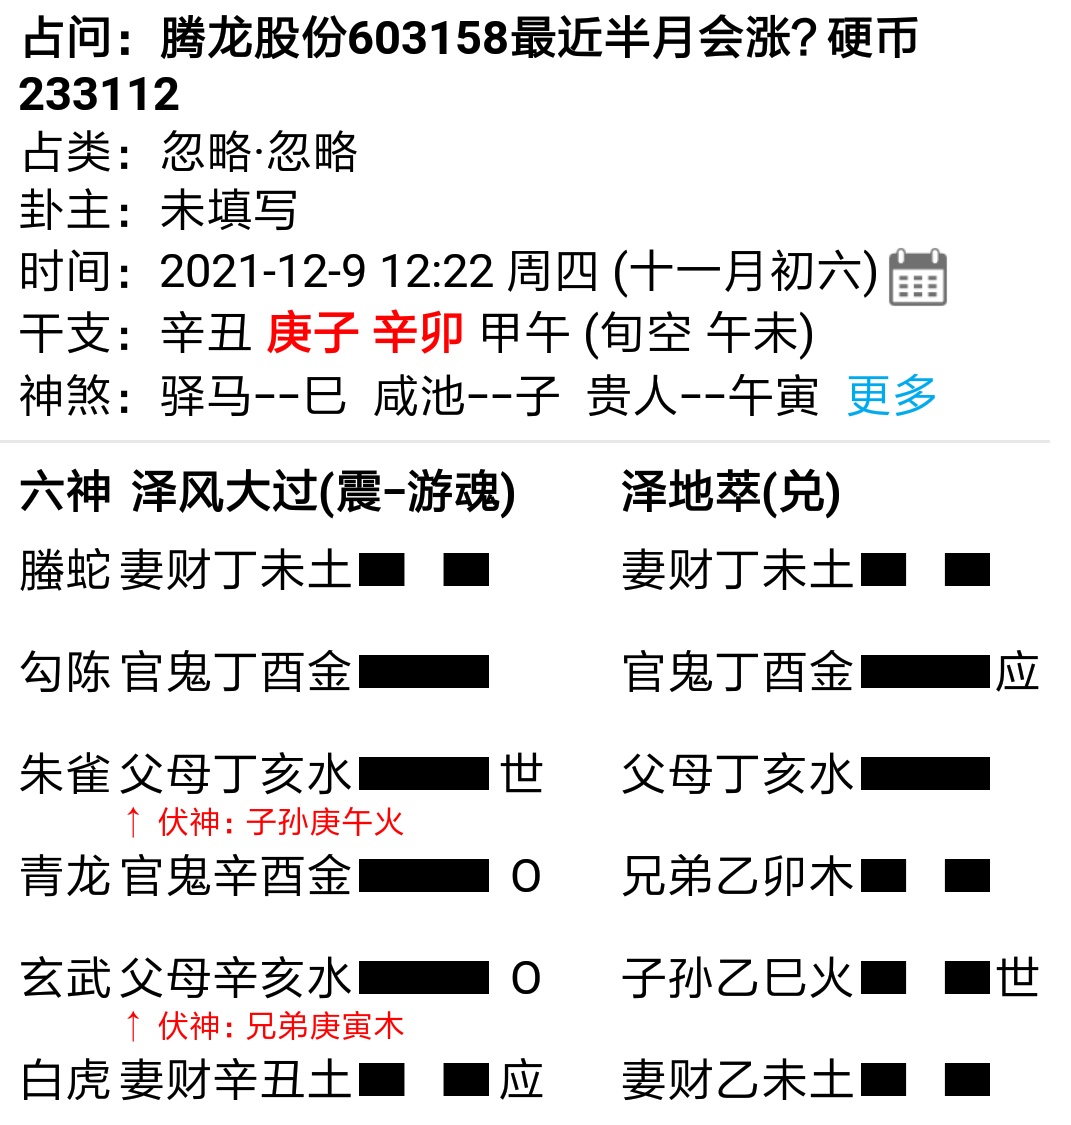 占问：腾龙股份603158最近半月会涨？硬币
233112
占类：忽略·忽略
卦主：未填写
时间：2021-12-9 12:22 周四 (十一月初六)
干支：辛丑 庚子 辛卯 甲午 (旬空 午未)
神煞：驿马--巳 咸池--子 贵人--午寅 更多
六神 泽风大过(震-游魂) 泽地萃(兑)
螣蛇 妻财丁未土 妻财丁未土
勾陈 官鬼丁酉金 官鬼丁酉金 应
朱雀 父母丁亥水 世 父母丁亥水
↑ 伏神：子孙庚午火
青龙 官鬼辛酉金 O 兄弟乙卯木
玄武 父母辛亥水 O 子孙乙巳火 世
↑ 伏神：兄弟庚寅木
白虎 妻财辛丑土 应 妻财乙未土